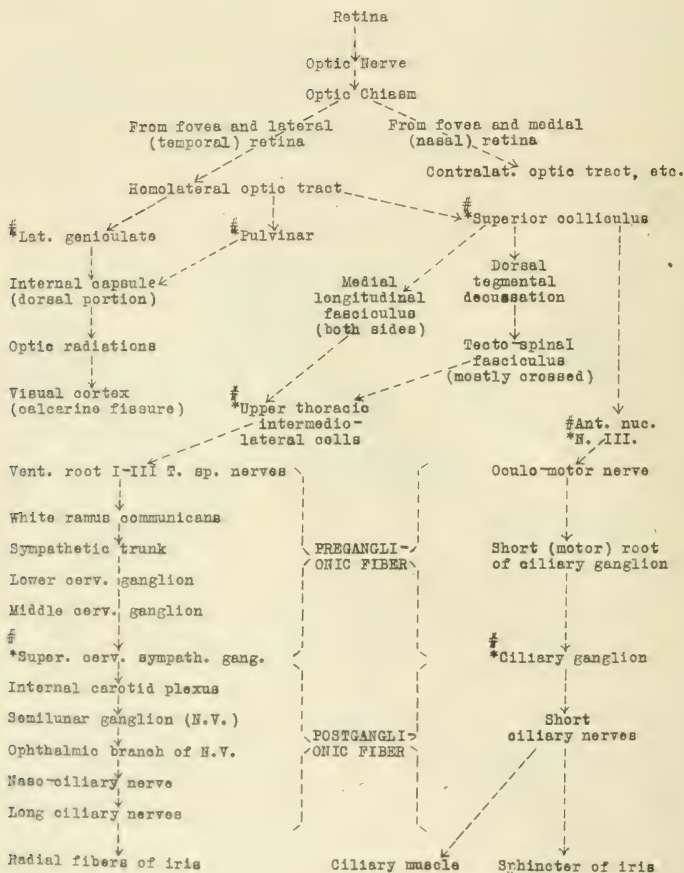 Retina
Optic Nerve
Optic Chiasm
From fovea and lateral
(temporal) retina
From fovea and medial
(nasal) retina
Contralat. optic tract, etc.
Homolateral optic tract
#
*Lat. geniculate
#
*Pulvinar
#
*Superior colliculus
Internal capsule
(dorsal portion)
Medial
longitudinal
fasciculus
(both sides)
Dorsal
tegmental
decussation
Optic radiations
Tecto-spinal
fasciculus
(mostly crossed)
Visual cortex
(calcarine fissure)
#
*Upper thoracic
intermedio-
lateral cells
#Ant. nuc.
*N. III.
Vent. root I-III T. sp. nerves
Oculo-motor nerve
White ramus communicans
Sympathetic trunk
PREGANGLI-
ONIC FIBER
Short (motor) root
of ciliary ganglion
Lower cerv. ganglion
Middle cerv. ganglion
#
*Super. cerv. sympath. gang.
#
*Ciliary ganglion
Internal carotid plexus
Semilunar ganglion (N.V.)
Short
ciliary nerves
Ophthalmic branch of N.V.
POSTGANGLI-
ONIC FIBER
Naso-ciliary nerve
Long ciliary nerves
Radial fibers of iris
Ciliary muscle
Sphincter of iris